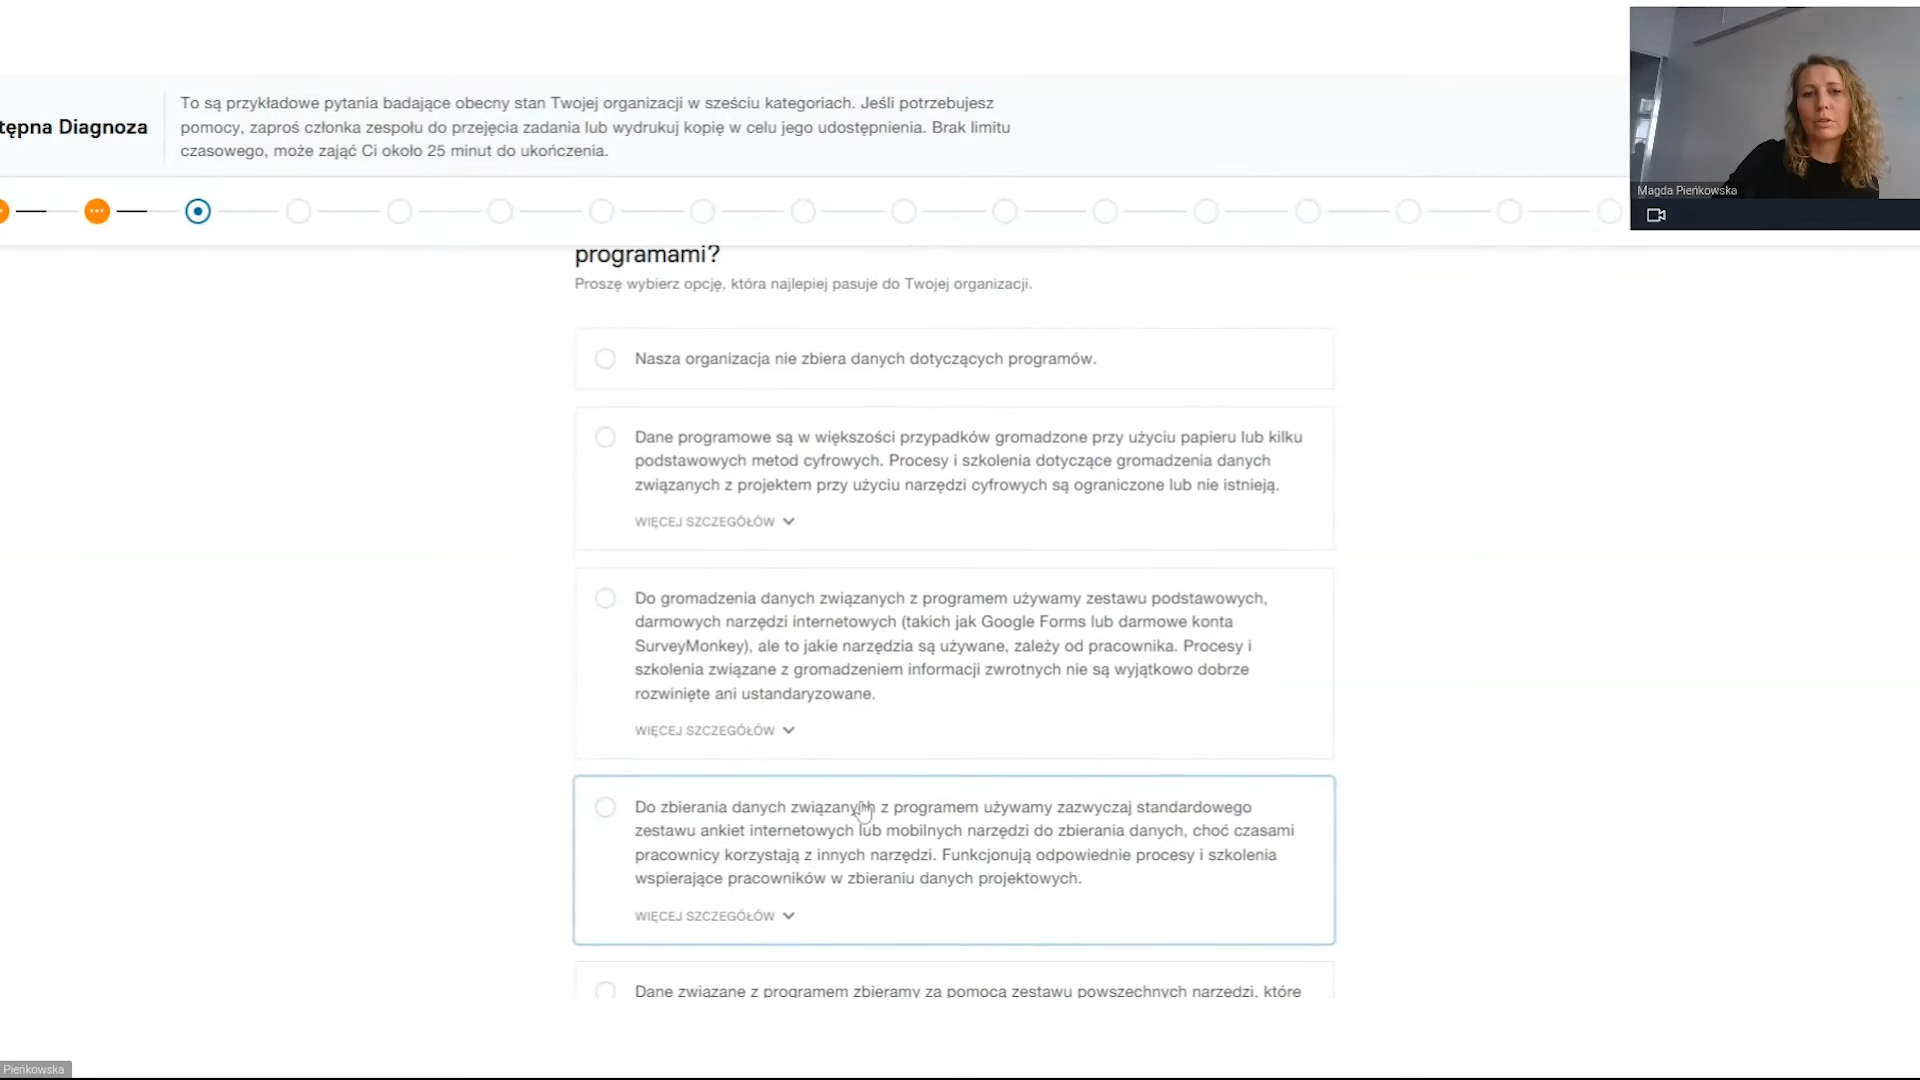 tępna Diagnoza
To są przykładowe pytania badające obecny stan Twojej organizacji w sześciu kategoriach. Jeśli potrzebujesz
pomocy, zaproś członka zespołu do przejęcia zadania lub wydrukuj kopię w celu jego udostępnienia. Brak limitu
czasowego, może zająć Ci około 25 minut do ukończenia.
Magda Pieńkowska
programami?
Proszę wybierz opcję, która najlepiej pasuje do Twojej organizacji.
Nasza organizacja nie zbiera danych dotyczących programów.
Dane programowe są w większości przypadków gromadzone przy użyciu papieru lub kilku
podstawowych metod cyfrowych. Procesy i szkolenia dotyczące gromadzenia danych
związanych z projektem przy użyciu narzędzi cyfrowych są ograniczone lub nie istnieją.
WIĘCEJ SZCZEGÓŁÓW
Do gromadzenia danych związanych z programem używamy zestawu podstawowych,
darmowych narzędzi internetowych (takich jak Google Forms lub darmowe konta
SurveyMonkey), ale to jakie narzędzia są używane, zależy od pracownika. Procesy i
szkolenia związane z gromadzeniem informacji zwrotnych nie są wyjątkowo dobrze
rozwinięte ani ustandaryzowane.
WIĘCEJ SZCZEGÓŁÓW
Do zbierania danych związanych z programem używamy zazwyczaj standardowego
zestawu ankiet internetowych lub mobilnych narzędzi do zbierania danych, choć czasami
pracownicy korzystają z innych narzędzi. Funkcjonują odpowiednie procesy i szkolenia
wspierające pracowników w zbieraniu danych projektowych.
WIĘCEJ SZCZEGÓŁÓW
Dane związane z programem zbieramy za pomocą zestawu powszechnych narzędzi, które
Pieńkowska